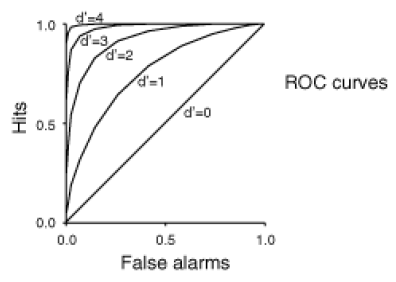 1.0
d'=4
d'=3
d'=2
d'=1
ROC curves
d'=0
Hits
0.5
0.0
0.0 0.5 1.0
False alarms